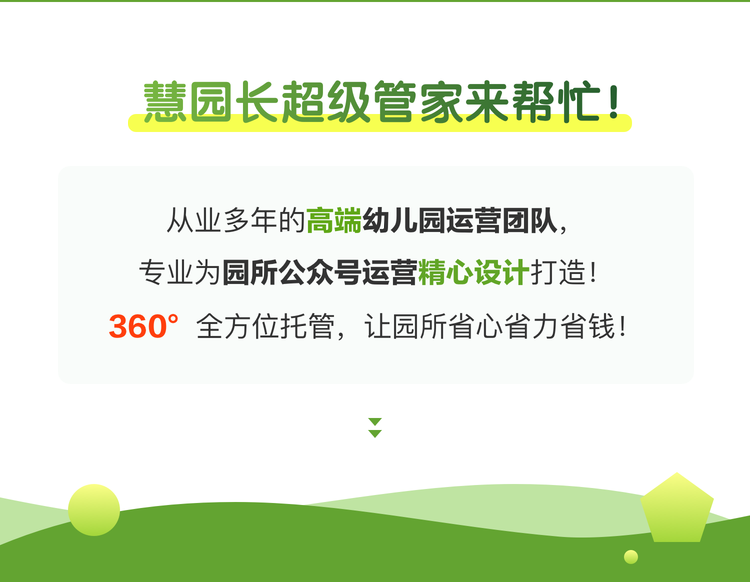 慧园长超级管家来帮忙！
从业多年的高端幼儿园运营团队，
专业为园所公众号运营精心设计打造！
360° 全方位托管，让园所省心省力省钱！